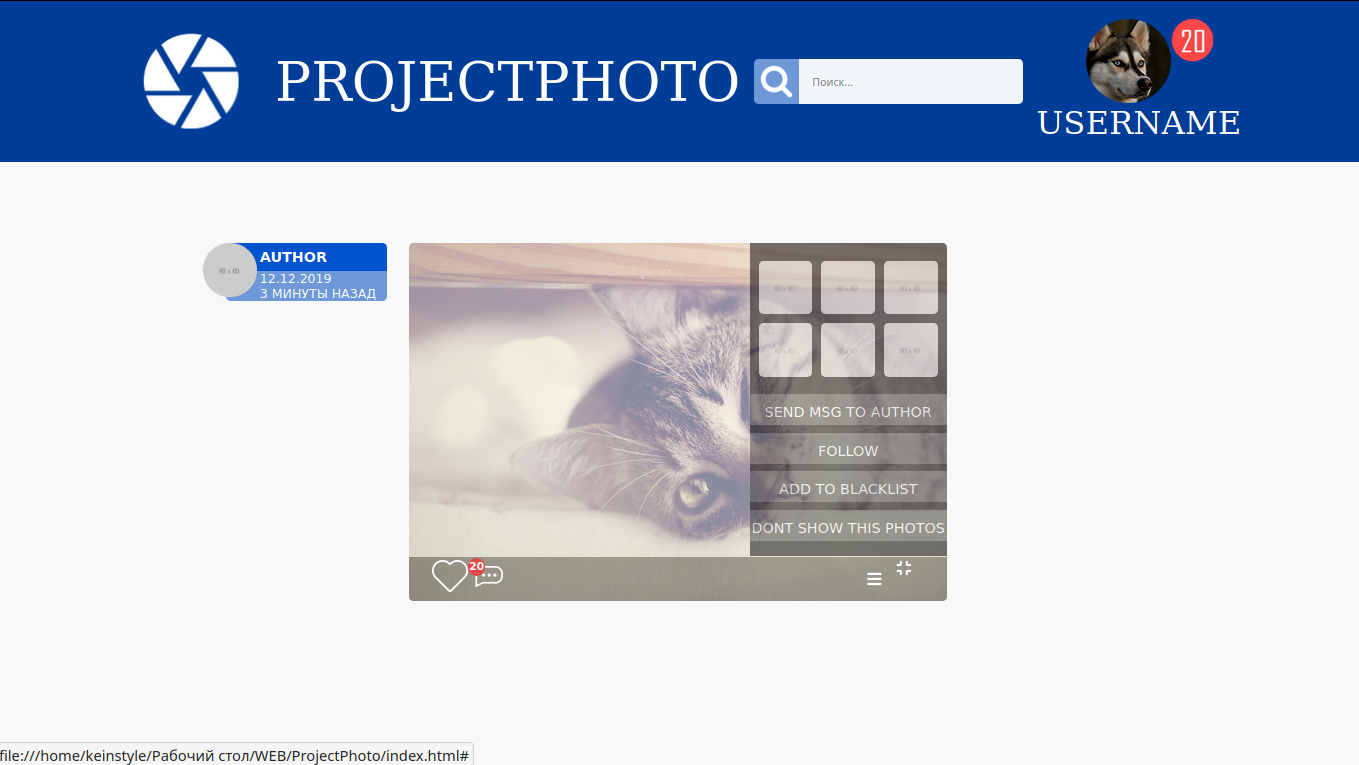 PROJECTPHOTO
Поиск...
20
USERNAME
60 x 60
AUTHOR
12.12.2019
3 МИНУТЫ НАЗАД
60 x 60
60 x 60
60 x 60
60 x 60
60 x 60
60 x 60
SEND MSG TO AUTHOR
FOLLOW
ADD TO BLACKLIST
DONT SHOW THIS PHOTOS
20
file:///home/keinstyle/Рабочий стол/WEB/ProjectPhoto/index.html#